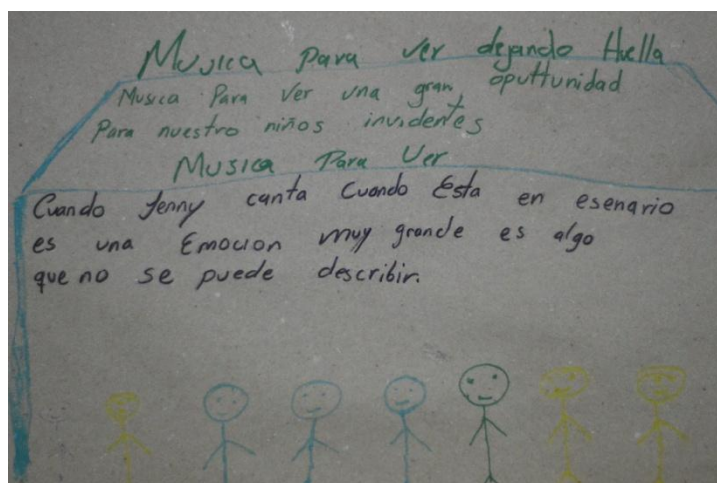 Musica para ver dejando Huella
Musica Para Ver una gran oputtunidad
Para nuestro niños invidentes
Musica Para Ver
Cuando Jenny canta Cuando Esta en esenario
es una Emocion muy grande es algo
que no se puede describir.